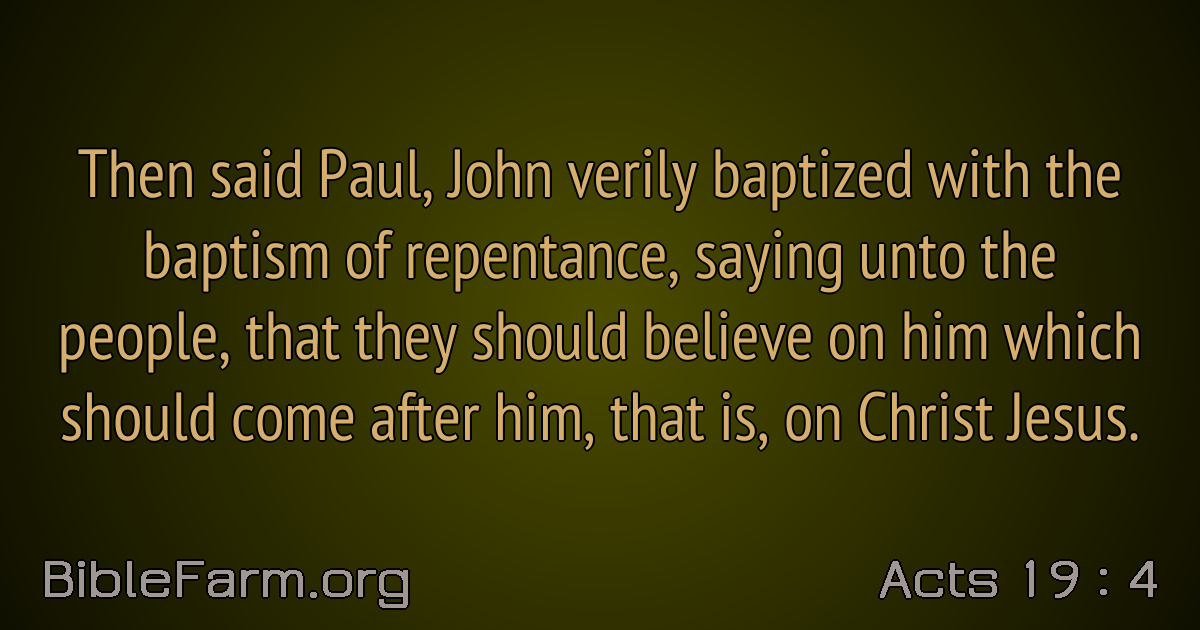 Then said Paul, John verily baptized with the
baptism of repentance, saying unto the
people, that they should believe on him which
should come after him, that is, on Christ Jesus.
BibleFarm.org
Acts 19 : 4